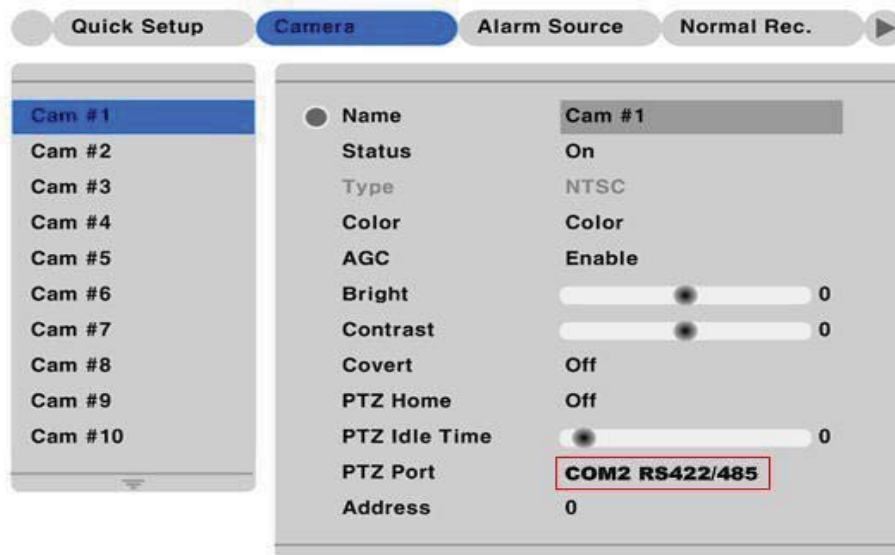 Quick Setup Camera Alarm Source Normal Rec.
Cam #1
Cam #2
Cam #3
Cam #4
Cam #5
Cam #6
Cam #7
Cam #8
Cam #9
Cam #10
Name Cam #1
Status On
Type NTSC
Color Color
AGC Enable
Bright 0
Contrast 0
Covert Off
PTZ Home Off
PTZ Idle Time 0
PTZ Port COM2 RS422/485
Address 0